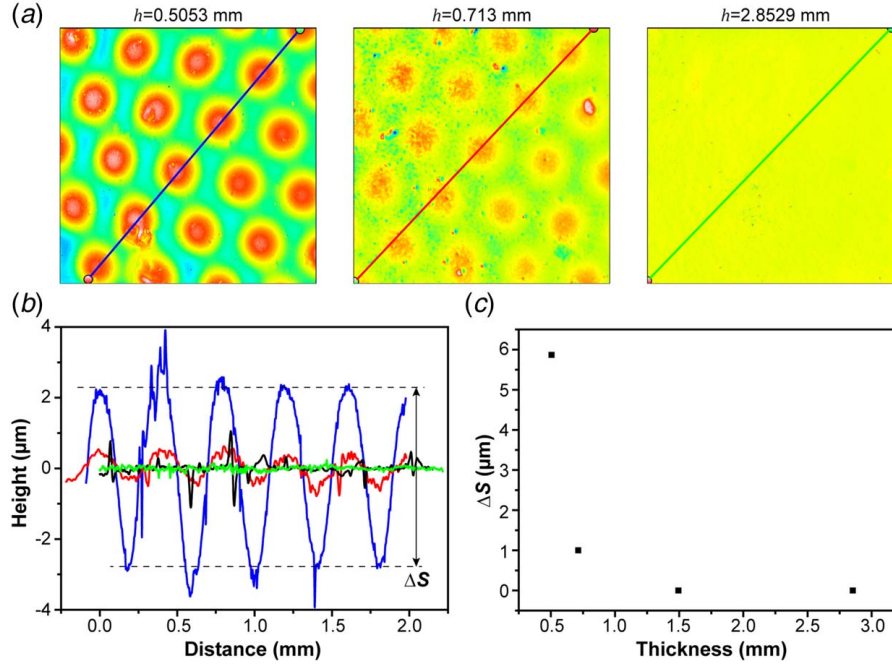 (a)
h=0.5053 mm
h=0.713 mm
h=2.8529 mm
(b)
4
2
0
-2
-4
Height (µm)
0.0 0.5 1.0 1.5 2.0
Distance (mm)
ΔS
(c)
6
5
4
3
2
1
0
ΔS (µm)
0.5 1.0 1.5 2.0 2.5 3.0
Thickness (mm)